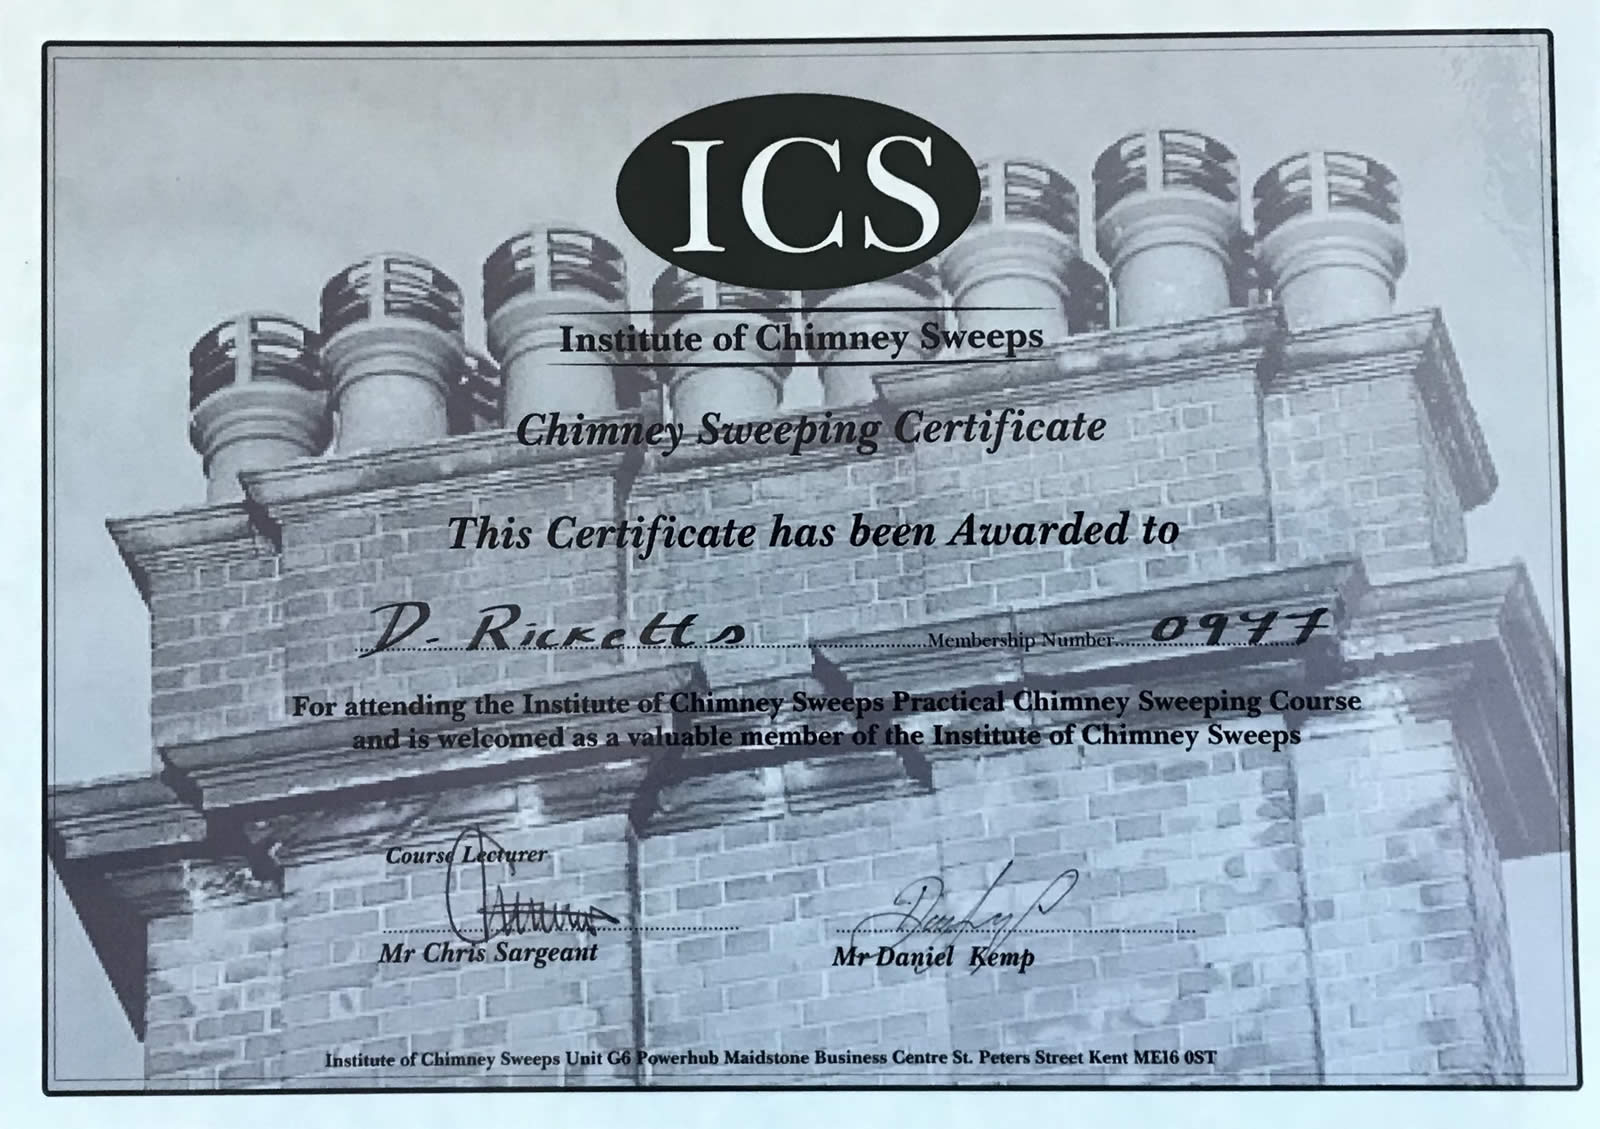 ICS
Institute of Chimney Sweeps
Chimney Sweeping Certificate
This Certificate has been Awarded to
D. Ricketts Membership Number 0977
For attending the Institute of Chimney Sweeps Practical Chimney Sweeping Course
and is welcomed as a valuable member of the Institute of Chimney Sweeps
Course Lecturer
Mr Chris Sargeant Mr Daniel Kemp
Institute of Chimney Sweeps Unit G6 Powerhub Maidstone Business Centre St. Peters Street Kent ME16 0ST